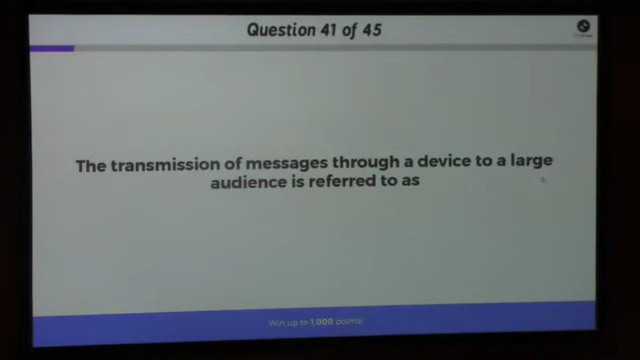 Question 41 of 45
The transmission of messages through a device to a large
audience is referred to as
Win up to 1,000 points!